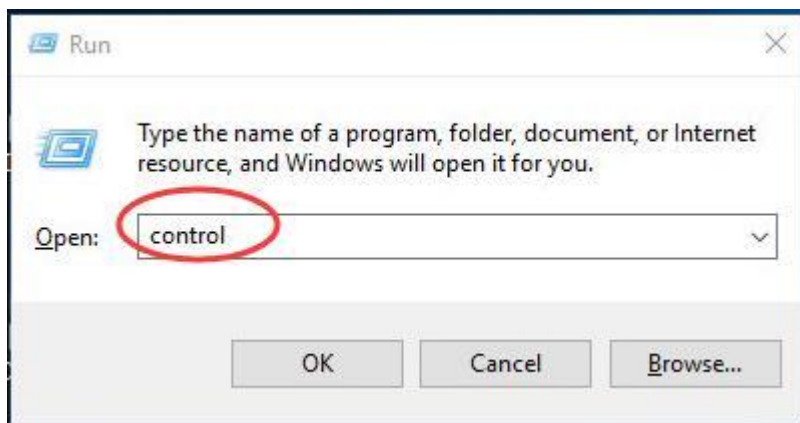 Run
Type the name of a program, folder, document, or Internet
resource, and Windows will open it for you.
Open: control
OK Cancel Browse...